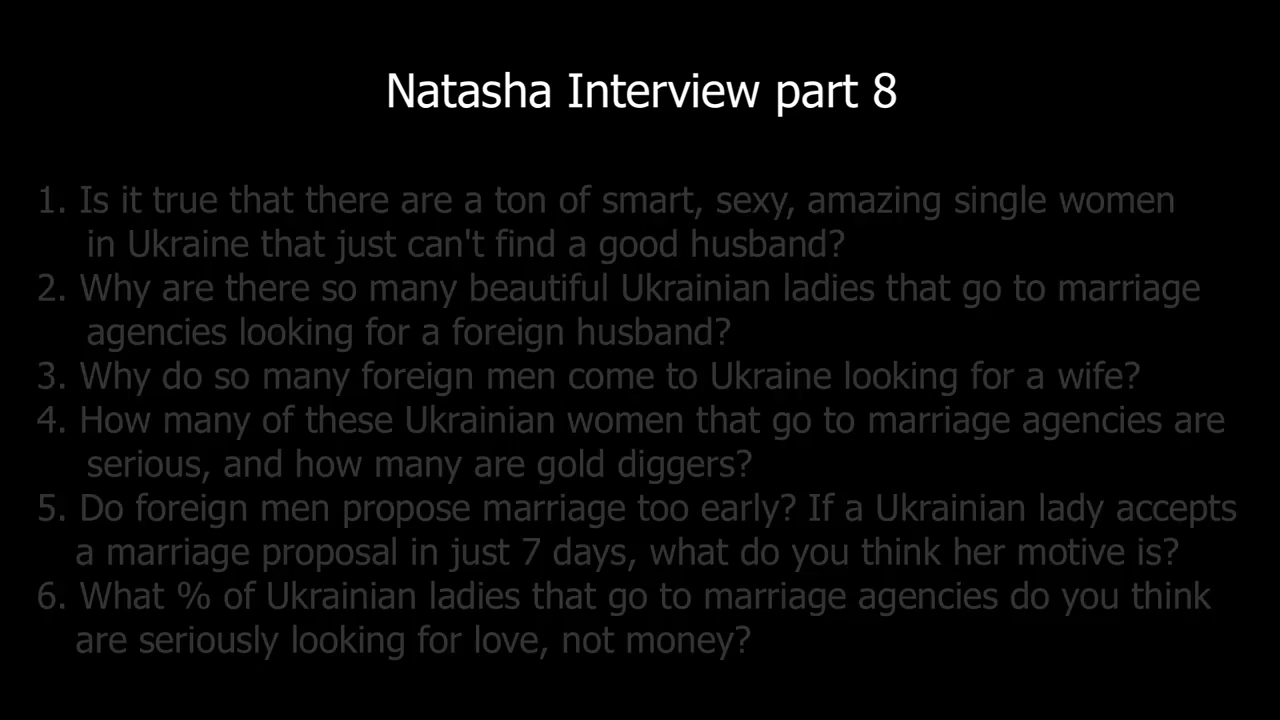 Natasha Interview part 8
1. Is it true that there are a ton of smart, sexy, amazing single women
in Ukraine that just can't find a good husband?
2. Why are there so many beautiful Ukrainian ladies that go to marriage
agencies looking for a foreign husband?
3. Why do so many foreign men come to Ukraine looking for a wife?
4. How many of these Ukrainian women that go to marriage agencies are
serious, and how many are gold diggers?
5. Do foreign men propose marriage too early? If a Ukrainian lady accepts
a marriage proposal in just 7 days, what do you think her motive is?
6. What % of Ukrainian ladies that go to marriage agencies do you think
are seriously looking for love, not money?